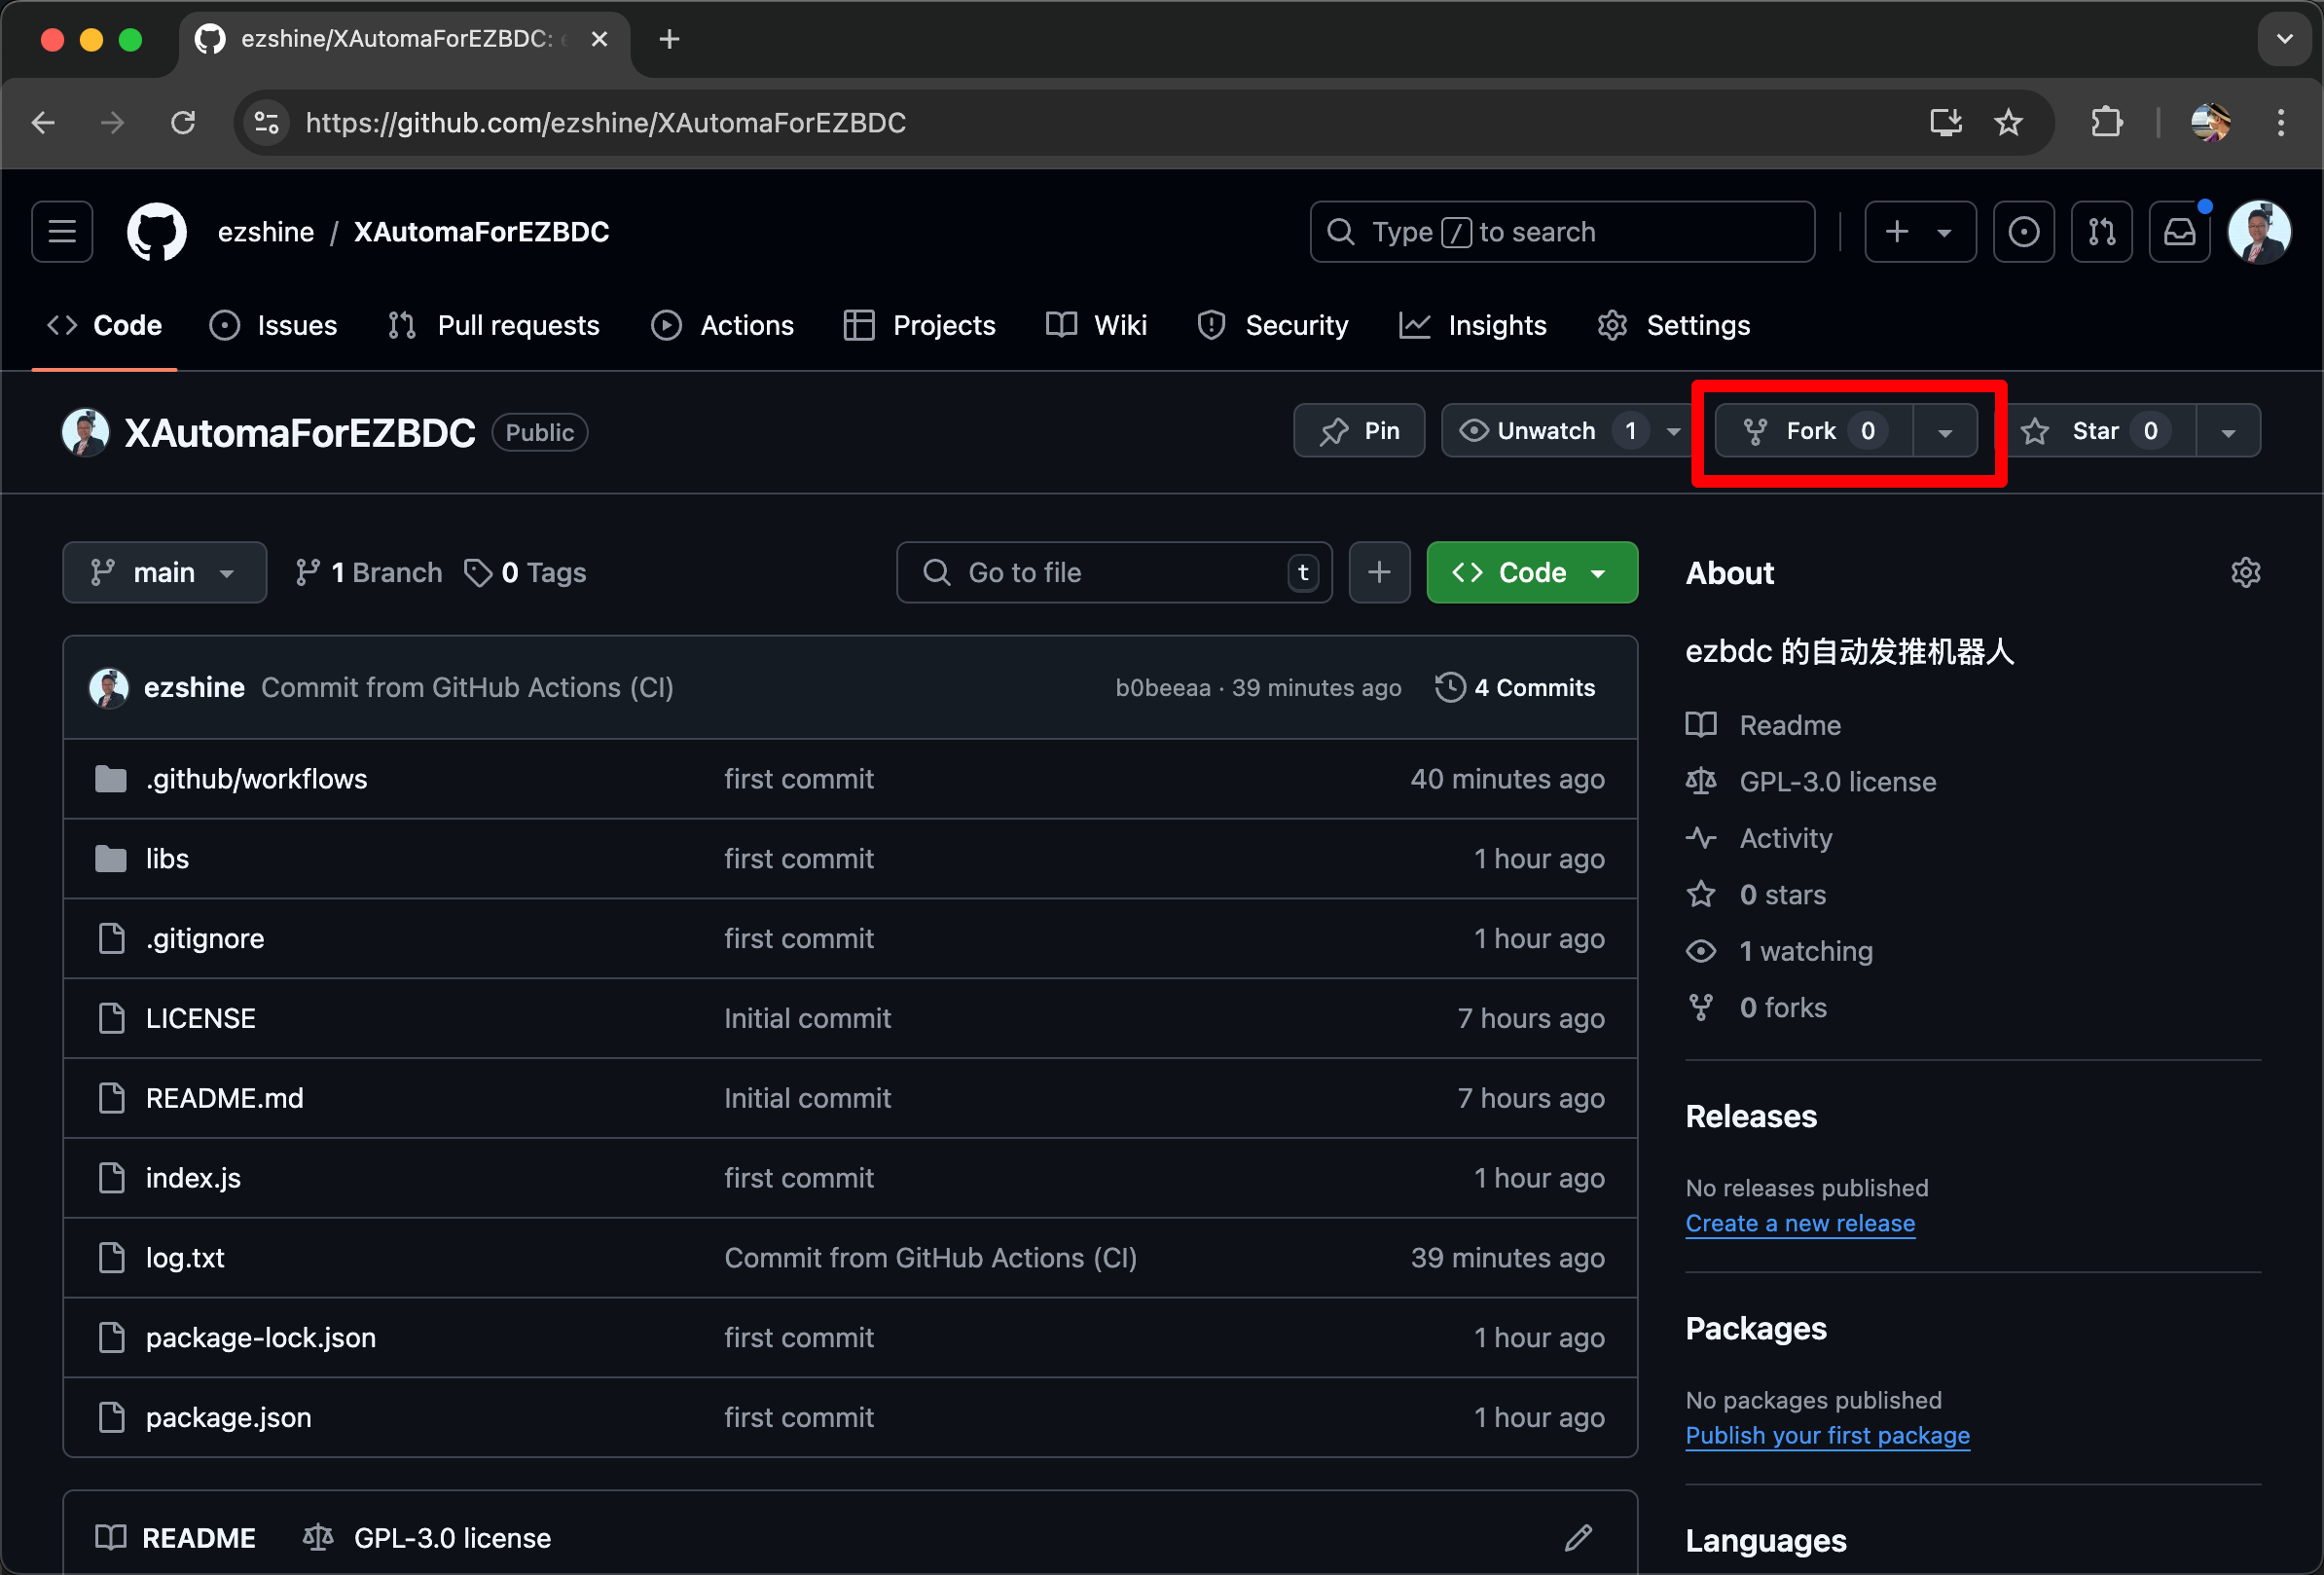 ezshine/XAutomaForEZBDC:
https://github.com/ezshine/XAutomaForEZBDC
ezshine / XAutomaForEZBDC
Type / to search
Code Issues Pull requests Actions Projects Wiki Security Insights Settings
XAutomaForEZBDC Public
Pin Unwatch 1 Fork 0 Star 0
main 1 Branch 0 Tags Go to file t Code
About
ezbdc 的自动发推机器人
ezshine Commit from GitHub Actions (CI) b0beeaa · 39 minutes ago 4 Commits
.github/workflows first commit 40 minutes ago
libs first commit 1 hour ago
.gitignore first commit 1 hour ago
LICENSE Initial commit 7 hours ago
README.md Initial commit 7 hours ago
index.js first commit 1 hour ago
log.txt Commit from GitHub Actions (CI) 39 minutes ago
package-lock.json first commit 1 hour ago
package.json first commit 1 hour ago
README GPL-3.0 license
Readme
GPL-3.0 license
Activity
0 stars
1 watching
0 forks
Releases
No releases published
Create a new release
Packages
No packages published
Publish your first package
Languages